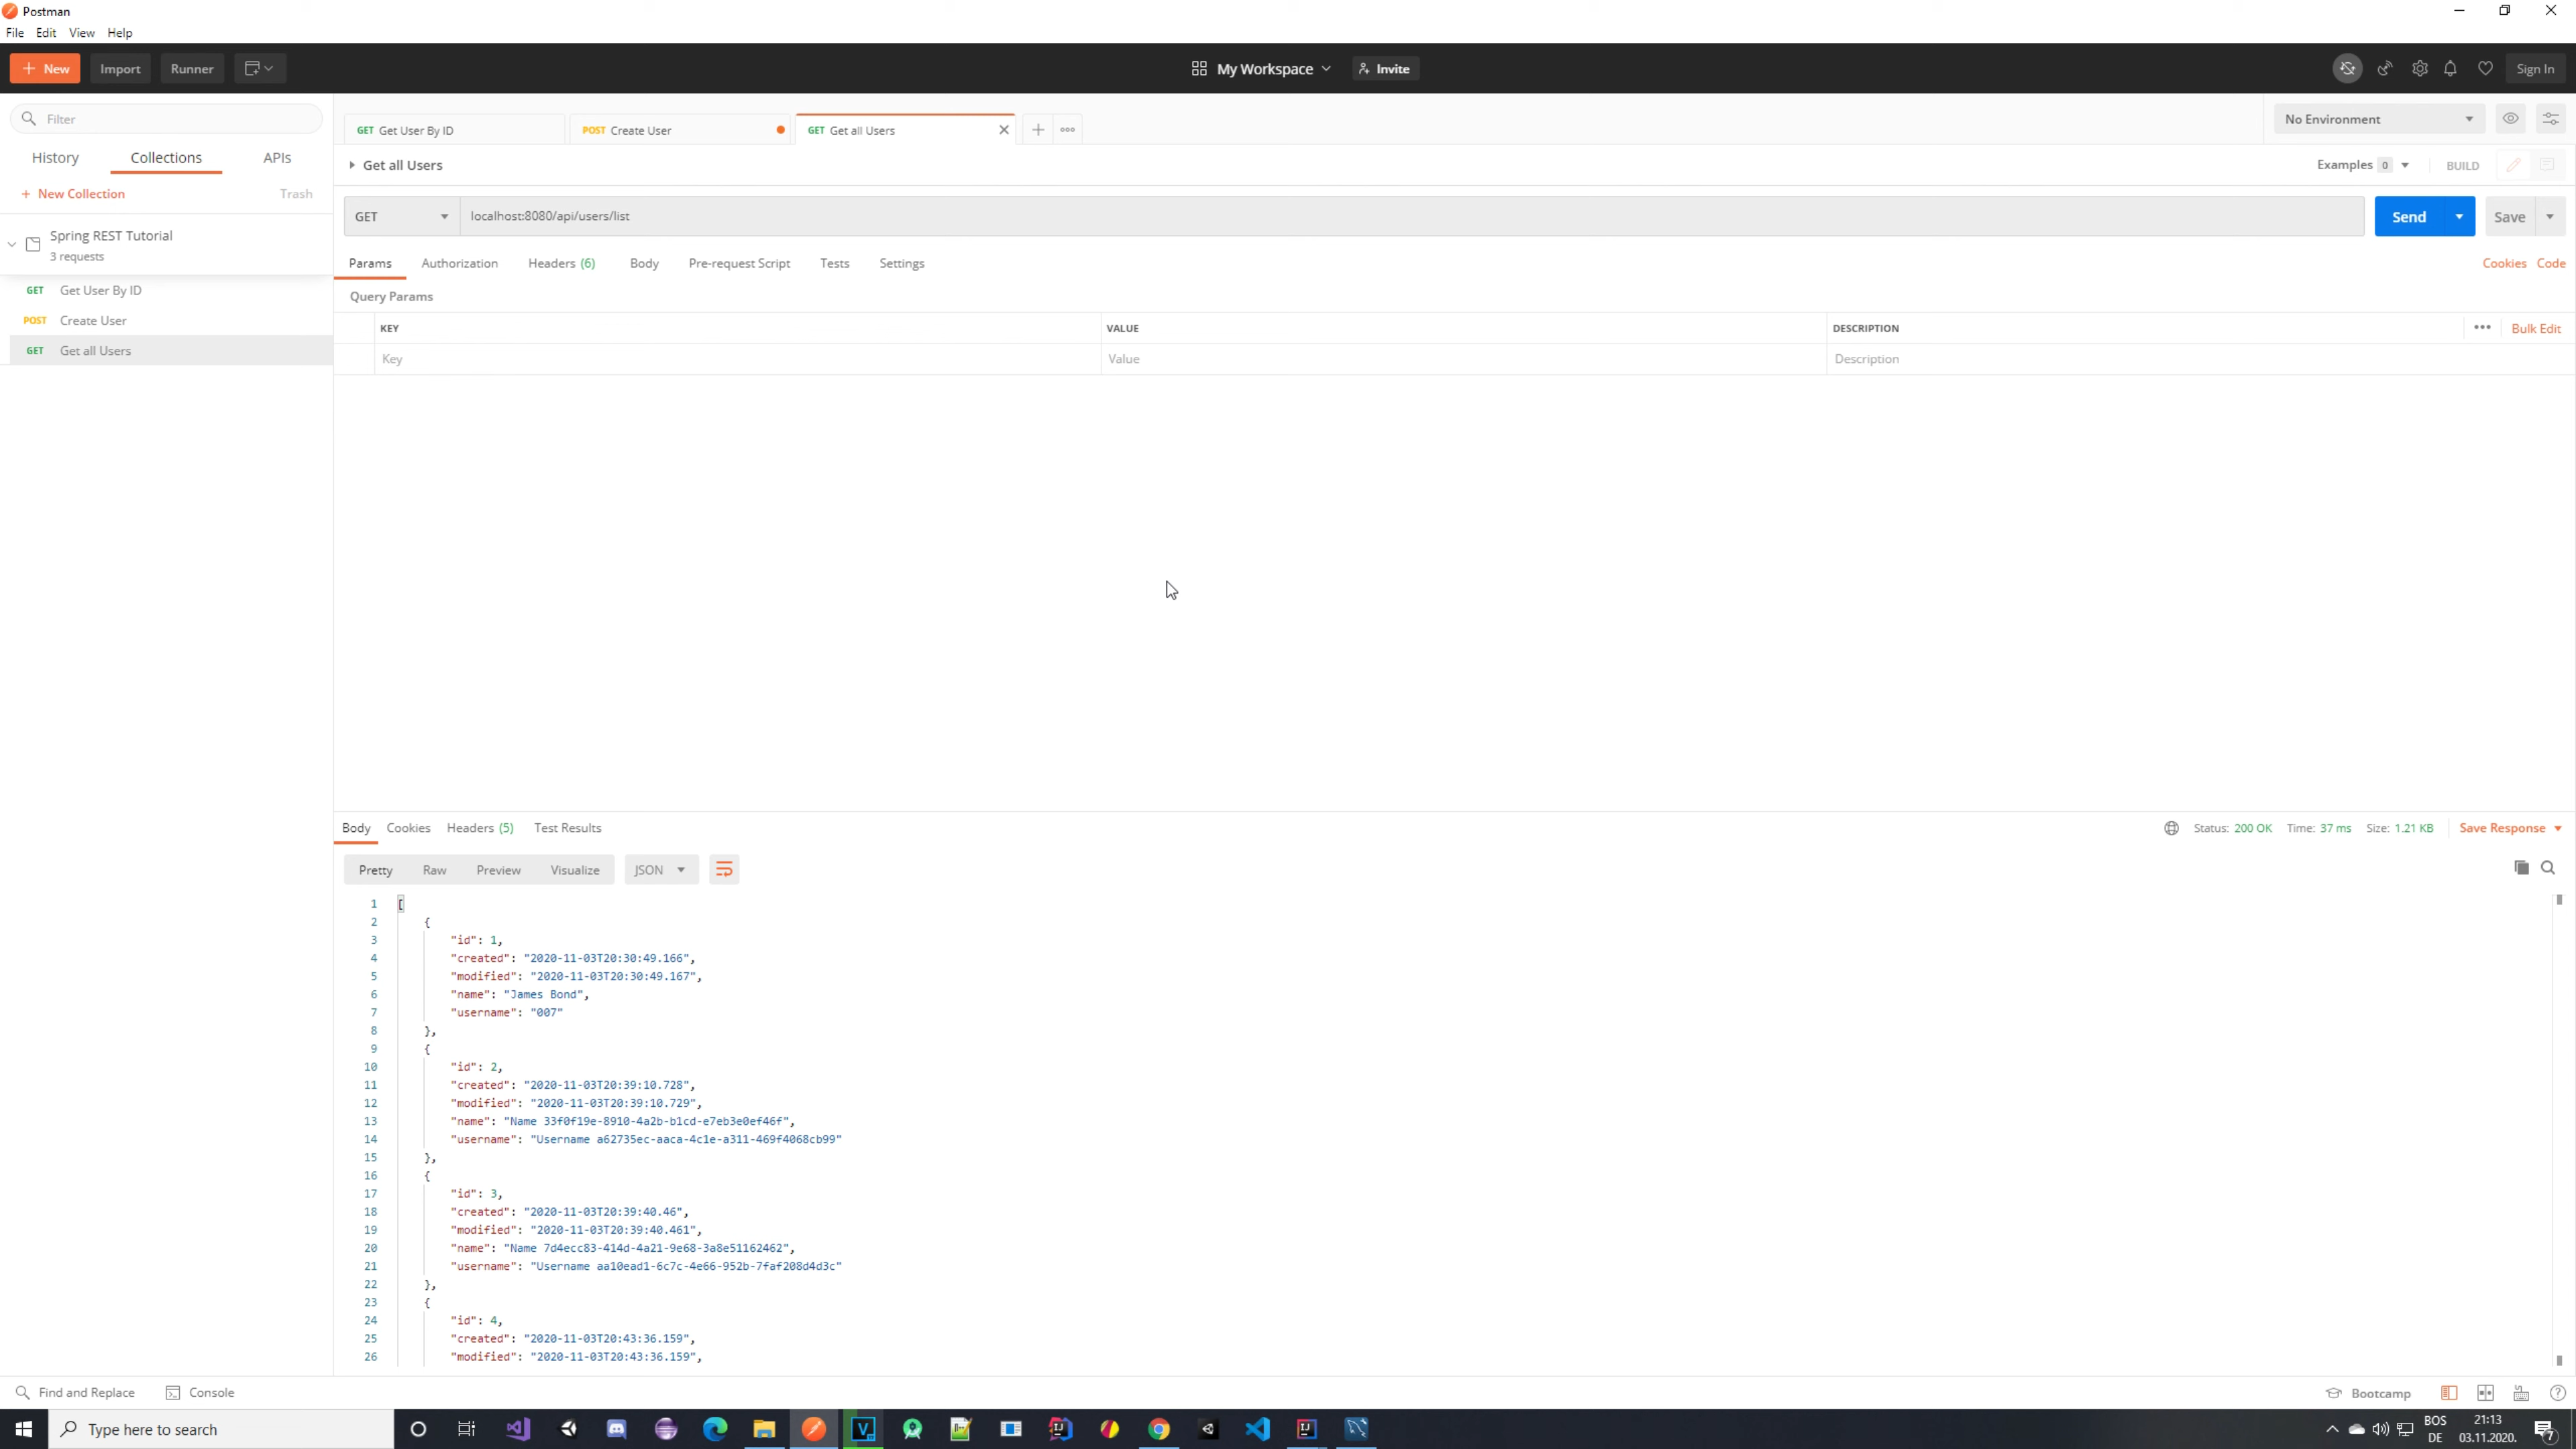 Postman
File Edit View Help
New Import Runner My Workspace Invite Sign In
Filter
GET Get User By ID POST Create User GET Get all Users No Environment
History Collections APIs
Get all Users Examples 0 BUILD
New Collection Trash
GET localhost:8080/api/users/list Send Save
Spring REST Tutorial
3 requests
Params Authorization Headers (6) Body Pre-request Script Tests Settings Cookies Code
GET Get User By ID
Query Params
POST Create User
KEY VALUE DESCRIPTION Bulk Edit
GET Get all Users
Key Value Description
Body Cookies Headers (5) Test Results Status: 200 OK Time: 37 ms Size: 1.21 KB Save Response
Pretty Raw Preview Visualize JSON
1 [
2 {
3 "id": 1,
4 "created": "2020-11-03T20:30:49.166",
5 "modified": "2020-11-03T20:30:49.167",
6 "name": "James Bond",
7 "username": "007"
8 },
9 {
10 "id": 2,
11 "created": "2020-11-03T20:39:10.728",
12 "modified": "2020-11-03T20:39:10.729",
13 "name": "Name 33f0f19e-8910-4a2b-b1cd-e7eb3e0ef46f",
14 "username": "Username a62735ec-aaca-4c1e-a311-469f4068cb99"
15 },
16 {
17 "id": 3,
18 "created": "2020-11-03T20:39:40.46",
19 "modified": "2020-11-03T20:39:40.461",
20 "name": "Name 7d4ecc83-414d-4a21-9e68-3a8e51162462",
21 "username": "Username aa10ead1-6c7c-4e66-952b-7faf208d4d3c"
22 },
23 {
24 "id": 4,
25 "created": "2020-11-03T20:43:36.159",
26 "modified": "2020-11-03T20:43:36.159",
Find and Replace Console Bootcamp
Type here to search
BOS 21:13
DE 03.11.2020. 7